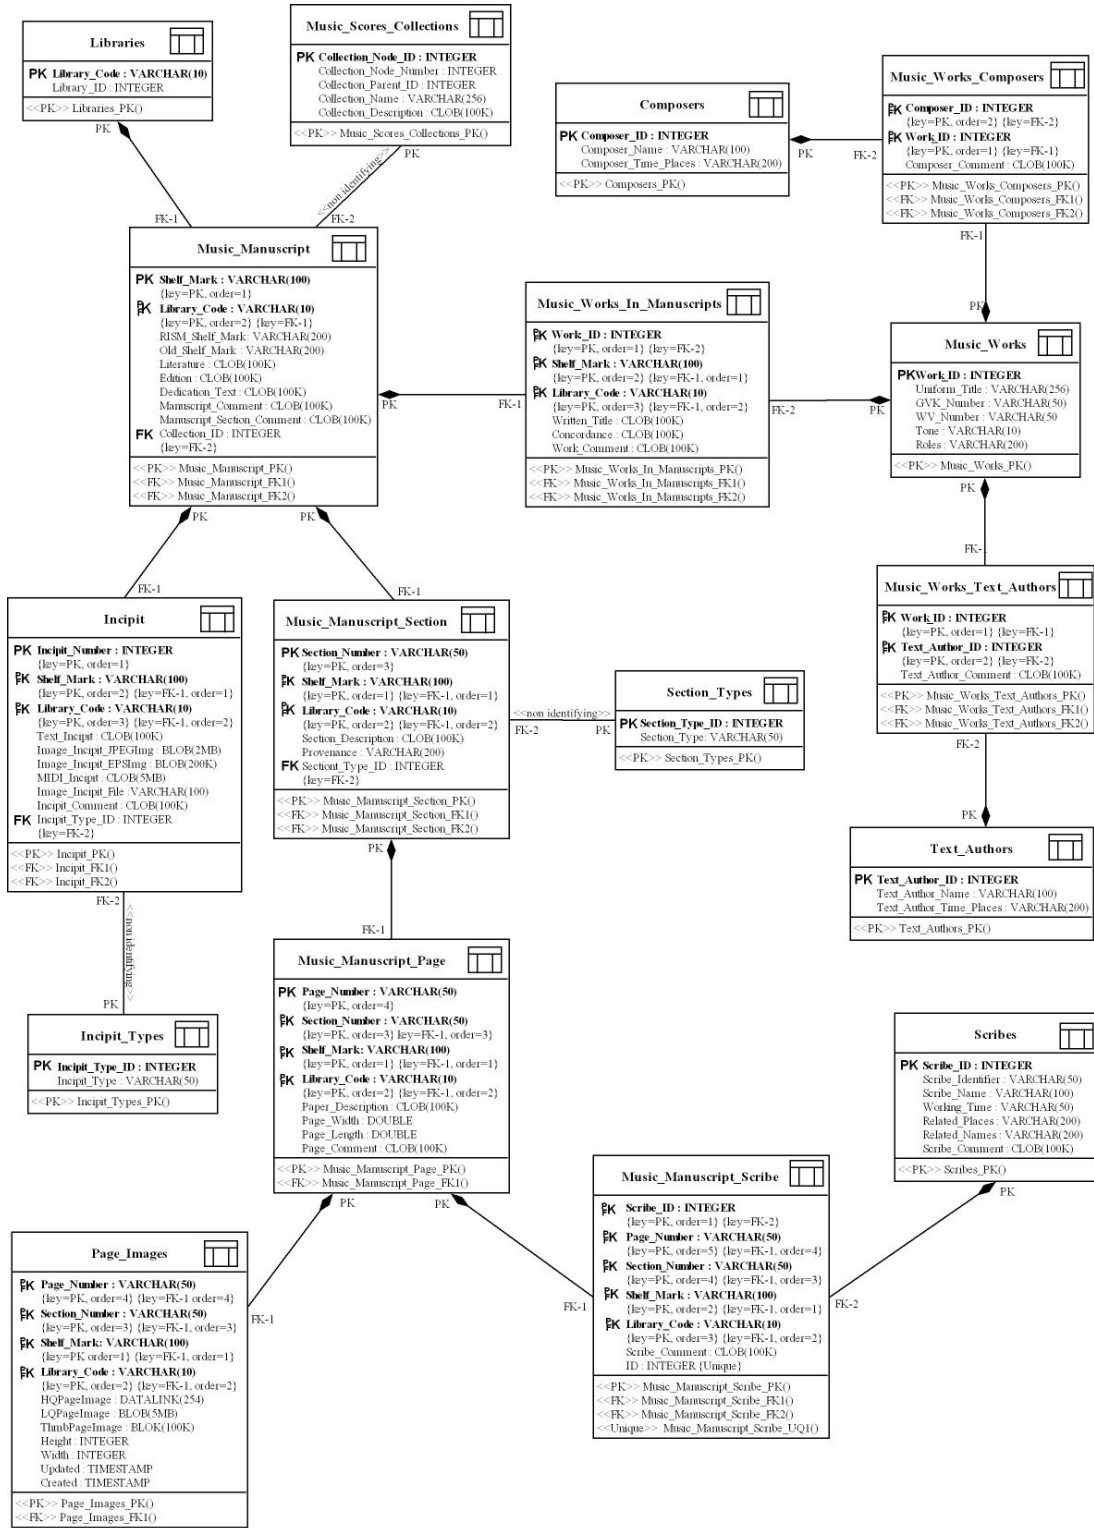 Libraries
PK Library_Code : VARCHAR(10)
Library_ID : INTEGER
<<PK>> Libraries_PK()
PK
Music_Scores_Collections
PK Collection_Node_ID : INTEGER
Collection_Node_Number : INTEGER
Collection_Parent_ID : INTEGER
Collection_Name : VARCHAR(256)
Collection_Description : CLOB(100K)
<<PK>> Music_Scores_Collections_PK()
PK
<<non identifying>>
FK-1
FK-2
Composers
PK Composer_ID : INTEGER
Composer_Name : VARCHAR(100)
Composer_Time_Places : VARCHAR(200)
<<PK>> Composers_PK()
PK
FK-2
Music_Works_Composers
PFK Composer_ID : INTEGER
{key=PK, order=2} {key=FK-2}
PFK Work_ID : INTEGER
{key=PK, order=1} {key=FK-1}
Composer_Comment : CLOB(100K)
<<PK>> Music_Works_Composers_PK()
<<FK>> Music_Works_Composers_FK1()
<<FK>> Music_Works_Composers_FK2()
FK-1
PK
Music_Manuscript
PK Shelf_Mark : VARCHAR(100)
{key=PK, order=1}
PFK Library_Code : VARCHAR(10)
{key=PK, order=2} {key=FK-1}
RISM_Shelf_Mark : VARCHAR(200)
Old_Shelf_Mark : VARCHAR(200)
Literature : CLOB(100K)
Edition : CLOB(100K)
Dedication_Text : CLOB(100K)
Manuscript_Comment : CLOB(100K)
Manuscript_Section_Comment : CLOB(100K)
FK Collection_ID : INTEGER
{key=FK-2}
<<PK>> Music_Manuscript_PK()
<<FK>> Music_Manuscript_FK1()
<<FK>> Music_Manuscript_FK2()
PK
FK-1
Music_Works_In_Manuscripts
PFK Work_ID : INTEGER
{key=PK, order=1} {key=FK-2}
PFK Shelf_Mark : VARCHAR(100)
{key=PK, order=2} {key=FK-1, order=1}
PFK Library_Code : VARCHAR(10)
{key=PK, order=3} {key=FK-1, order=2}
Written_Title : CLOB(100K)
Concordance : CLOB(100K)
Work_Comment : CLOB(100K)
<<PK>> Music_Works_In_Manuscripts_PK()
<<FK>> Music_Works_In_Manuscripts_FK1()
<<FK>> Music_Works_In_Manuscripts_FK2()
FK-2
PK
Music_Works
PK Work_ID : INTEGER
Uniform_Title : VARCHAR(256)
GVK_Number : VARCHAR(50)
WV_Number : VARCHAR(50
Tone : VARCHAR(10)
Roles : VARCHAR(200)
<<PK>> Music_Works_PK()
PK
FK-1
PK
PK
FK-1
FK-1
Incipit
PK Incipit_Number : INTEGER
{key=PK, order=1}
PFK Shelf_Mark : VARCHAR(100)
{key=PK, order=2} {key=FK-1, order=1}
PFK Library_Code : VARCHAR(10)
{key=PK, order=3} {key=FK-1, order=2}
Text_Incipit : CLOB(100K)
Image_Incipit_JPEGImg : BLOB(2MB)
Image_Incipit_EPSImg : BLOB(200K)
MIDI_Incipit : CLOB(5MB)
Image_Incipit_File : VARCHAR(100)
Incipit_Comment : CLOB(100K)
FK Incipit_Type_ID : INTEGER
{key=FK-2}
<<PK>> Incipit_PK()
<<FK>> Incipit_FK1()
<<FK>> Incipit_FK2()
FK-2
<<non identifying>>
PK
Music_Manuscript_Section
PK Section_Number : VARCHAR(50)
{key=PK, order=3}
PFK Shelf_Mark : VARCHAR(100)
{key=PK, order=1} {key=FK-1, order=1}
PFK Library_Code : VARCHAR(10)
{key=PK, order=2} {key=FK-1, order=2}
Section_Description : CLOB(100K)
Provenance : VARCHAR(200)
FK Sectiont_Type_ID : INTEGER
{key=FK-2}
<<PK>> Music_Manuscript_Section_PK()
<<FK>> Music_Manuscript_Section_FK1()
<<FK>> Music_Manuscript_Section_FK2()
<<non identifying>>
FK-2
PK
Section_Types
PK Section_Type_ID : INTEGER
Section_Type: VARCHAR(50)
<<PK>> Section_Types_PK()
Music_Works_Text_Authors
PFK Work_ID : INTEGER
{key=PK, order=1} {key=FK-1}
PFK Text_Author_ID : INTEGER
{key=PK, order=2} {key=FK-2}
Text_Author_Comment : CLOB(100K)
<<PK>> Music_Works_Text_Authors_PK()
<<FK>> Music_Works_Text_Authors_FK1()
<<FK>> Music_Works_Text_Authors_FK2()
FK-2
PK
Text_Authors
PK Text_Author_ID : INTEGER
Text_Author_Name : VARCHAR(100)
Text_Author_Time_Places : VARCHAR(200)
<<PK>> Text_Authors_PK()
PK
FK-1
Music_Manuscript_Page
PK Page_Number : VARCHAR(50)
{key=PK, order=4}
PFK Section_Number : VARCHAR(50)
{key=PK, order=3} key=FK-1, order=3}
PFK Shelf_Mark: VARCHAR(100)
{key=PK, order=1} {key=FK-1, order=1}
PFK Library_Code : VARCHAR(10)
{key=PK, order=2} {key=FK-1, order=2}
Paper_Description : CLOB(100K)
Page_Width : DOUBLE
Page_Length : DOUBLE
Page_Comment : CLOB(100K)
<<PK>> Music_Manuscript_Page_PK()
<<FK>> Music_Manuscript_Page_FK1()
PK
PK
Incipit_Types
PK Incipit_Type_ID : INTEGER
Incipit_Type : VARCHAR(50)
<<PK>> Incipit_Types_PK()
Scribes
PK Scribe_ID : INTEGER
Scribe_Identifier : VARCHAR(50)
Scribe_Name : VARCHAR(100)
Working_Time : VARCHAR(50)
Related_Places : VARCHAR(200)
Related_Names : VARCHAR(200)
Scribe_Comment : CLOB(100K)
<<PK>> Scribes_PK()
PK
Music_Manuscript_Scribe
PFK Scribe_ID : INTEGER
{key=PK, order=1} {key=FK-2}
PFK Page_Number : VARCHAR(50)
{key=PK, order=5} {key=FK-1, order=4}
PFK Section_Number : VARCHAR(50)
{key=PK, order=4} {key=FK-1, order=3}
PFK Shelf_Mark : VARCHAR(100)
{key=PK, order=2} {key=FK-1, order=1}
PFK Library_Code : VARCHAR(10)
{key=PK, order=3} {key=FK-1, order=2}
Scribe_Comment : CLOB(100K)
ID : INTEGER {Unique}
<<PK>> Music_Manuscript_Scribe_PK()
<<FK>> Music_Manuscript_Scribe_FK1()
<<FK>> Music_Manuscript_Scribe_FK2()
<<Unique>> Music_Manuscript_Scribe_UQ1()
FK-1
FK-2
Page_Images
PFK Page_Number : VARCHAR(50)
{key=PK, order=4} {key=FK-1 order=4}
PFK Section_Number : VARCHAR(50)
{key=PK, order=3} {key=FK-1, order=3}
PFK Shelf_Mark: VARCHAR(100)
{key=PK order=1} {key=FK-1, order=1}
PFK Library_Code : VARCHAR(10)
{key=PK, order=2} {key=FK-1, order=2}
HQPageImage : DATALINK(254)
LQPageImage : BLOB(5MB)
ThmbPageImage : BLOK(100K)
Height : INTEGER
Width : INTEGER
Updated : TIMESTAMP
Created : TIMESTAMP
<<PK>> Page_Images_PK()
<<FK>> Page_Images_FK1()
FK-1